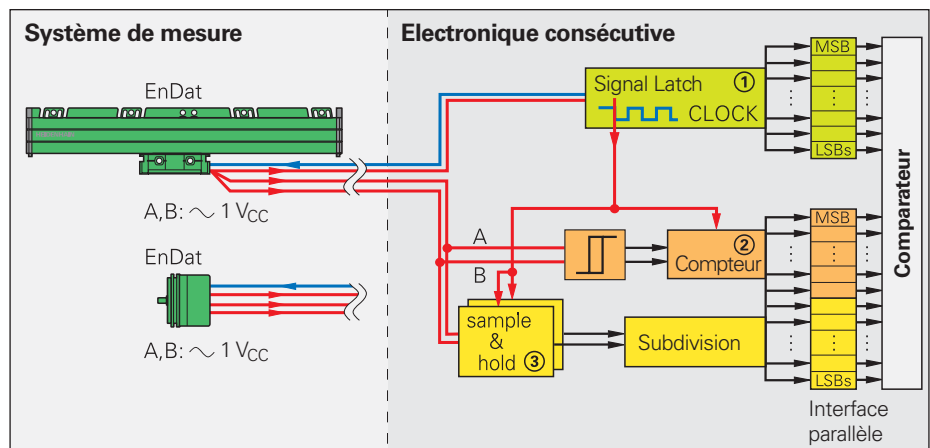 Système de mesure
Electronique consécutive
EnDat
A,B: ∼ 1 VCC
EnDat
A,B: ∼ 1 VCC
Signal Latch ①
CLOCK
MSB
LSBs
A
B
② Compteur
sample
&
hold ③
Subdivision
MSB
LSBs
Interface
parallèle
Comparateur